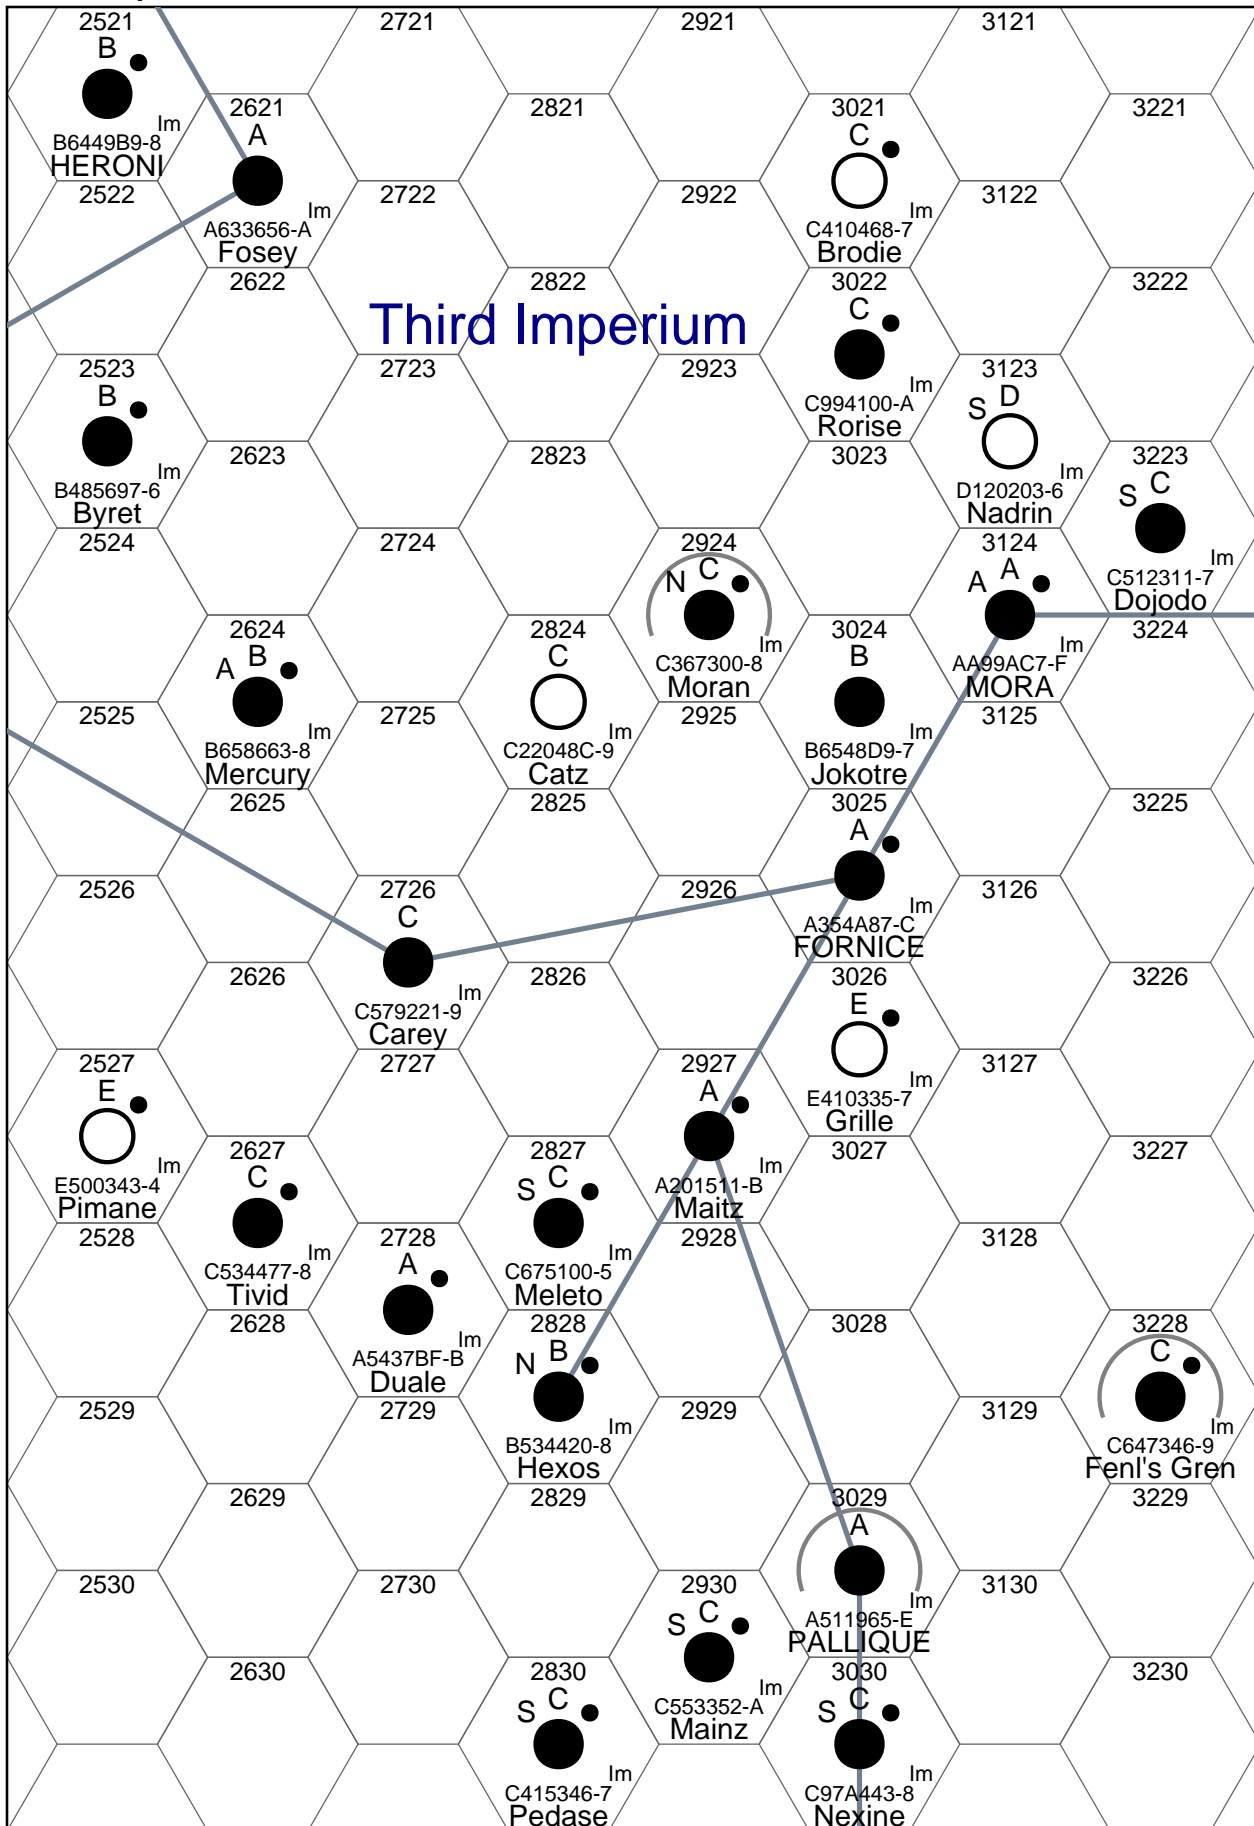 2521
B
Im
B6449B9-8
HERONI
2721
2921
3121
2621
A
Im
A633656-A
Fosey
2821
3021
C
Im
C410468-7
Brodie
3221
2522
2722
2922
3122
2622
2822
3022
C
Im
C994100-A
Rorise
3222
Third Imperium
2523
B
Im
B485697-6
Byret
2723
2923
3123
D
S
Im
D120203-6
Nadrin
2623
2823
3023
3223
C
S
Im
C512311-7
Dojodo
2524
2724
2924
C
N
Im
C367300-8
Moran
3124
A
A
Im
AA99AC7-F
MORA
2624
B
A
Im
B658663-8
Mercury
2824
C
Im
C22048C-9
Catz
3024
B
Im
B6548D9-7
Jokotre
3224
2525
2725
2925
3125
2625
2825
3025
A
Im
A354A87-C
FORNICE
3225
2526
2726
C
Im
C579221-9
Carey
2926
3126
2626
2826
3026
E
Im
E410335-7
Grille
3226
2527
E
Im
E500343-4
Pimane
2727
2927
A
Im
A201511-B
Maitz
3127
2627
C
Im
C534477-8
Tivid
2827
C
S
Im
C675100-5
Meleto
3027
3227
2528
2728
A
Im
A5437BF-B
Duale
2928
3128
2628
2828
B
N
Im
B534420-8
Hexos
3028
3228
C
Im
C647346-9
Fenl's Gren
2529
2729
2929
3129
2629
2829
3029
A
Im
A511965-E
PALLIQUE
3229
2530
2730
2930
C
S
Im
C553352-A
Mainz
3130
2630
2830
C
S
Im
C415346-7
Pedase
3030
C
S
Im
C97A443-8
Nexine
3230